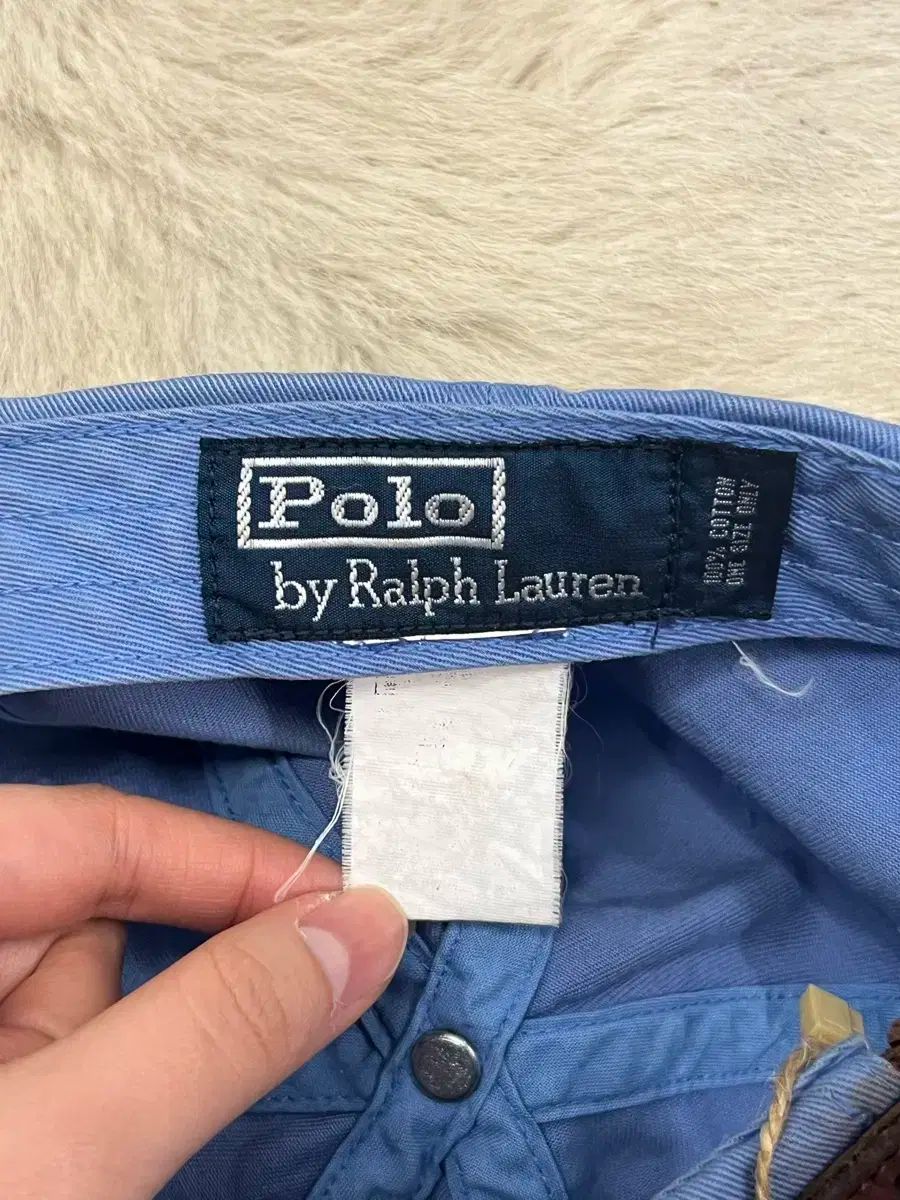 Polo
by Ralph Lauren
100% COTTON
ONE SIZE ONLY